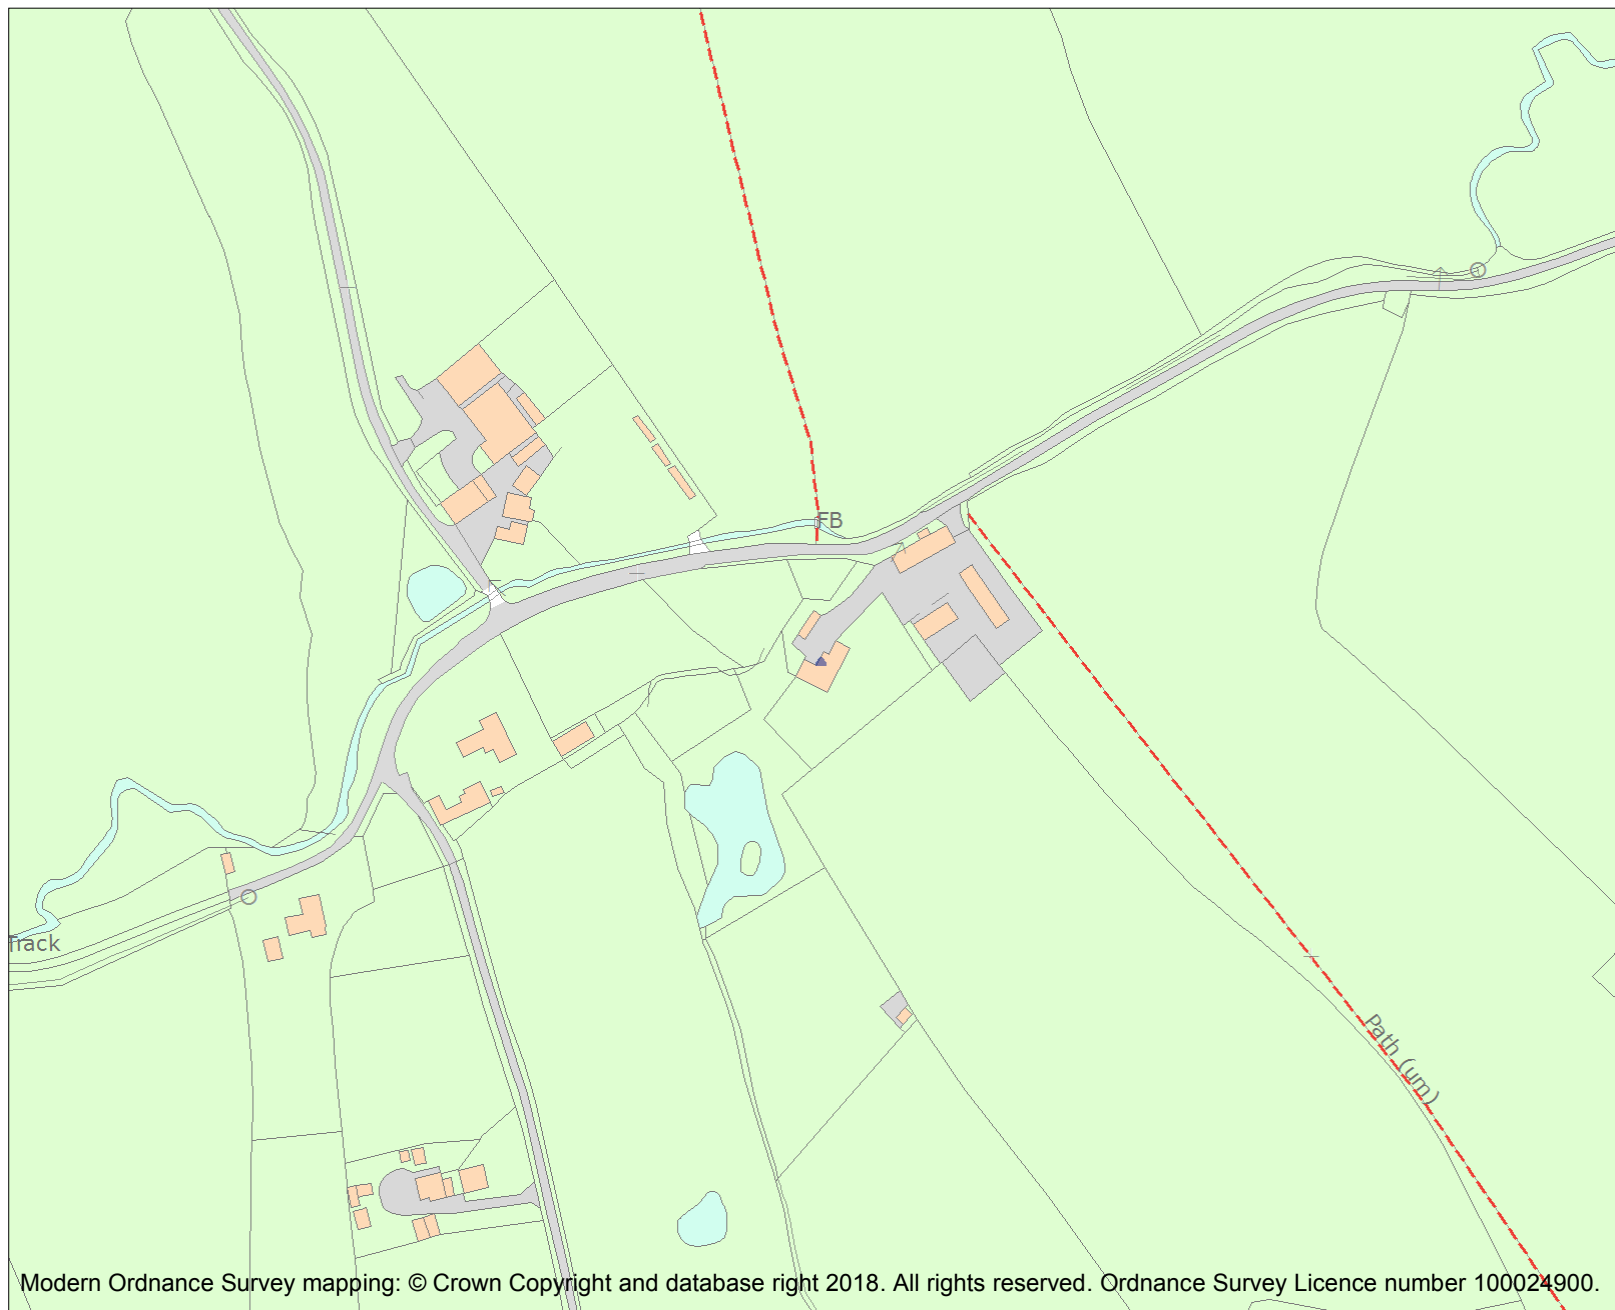 FB
Track
Path (um)
Modern Ordnance Survey mapping: © Crown Copyright and database right 2018. All rights reserved. Ordnance Survey Licence number 100024900.